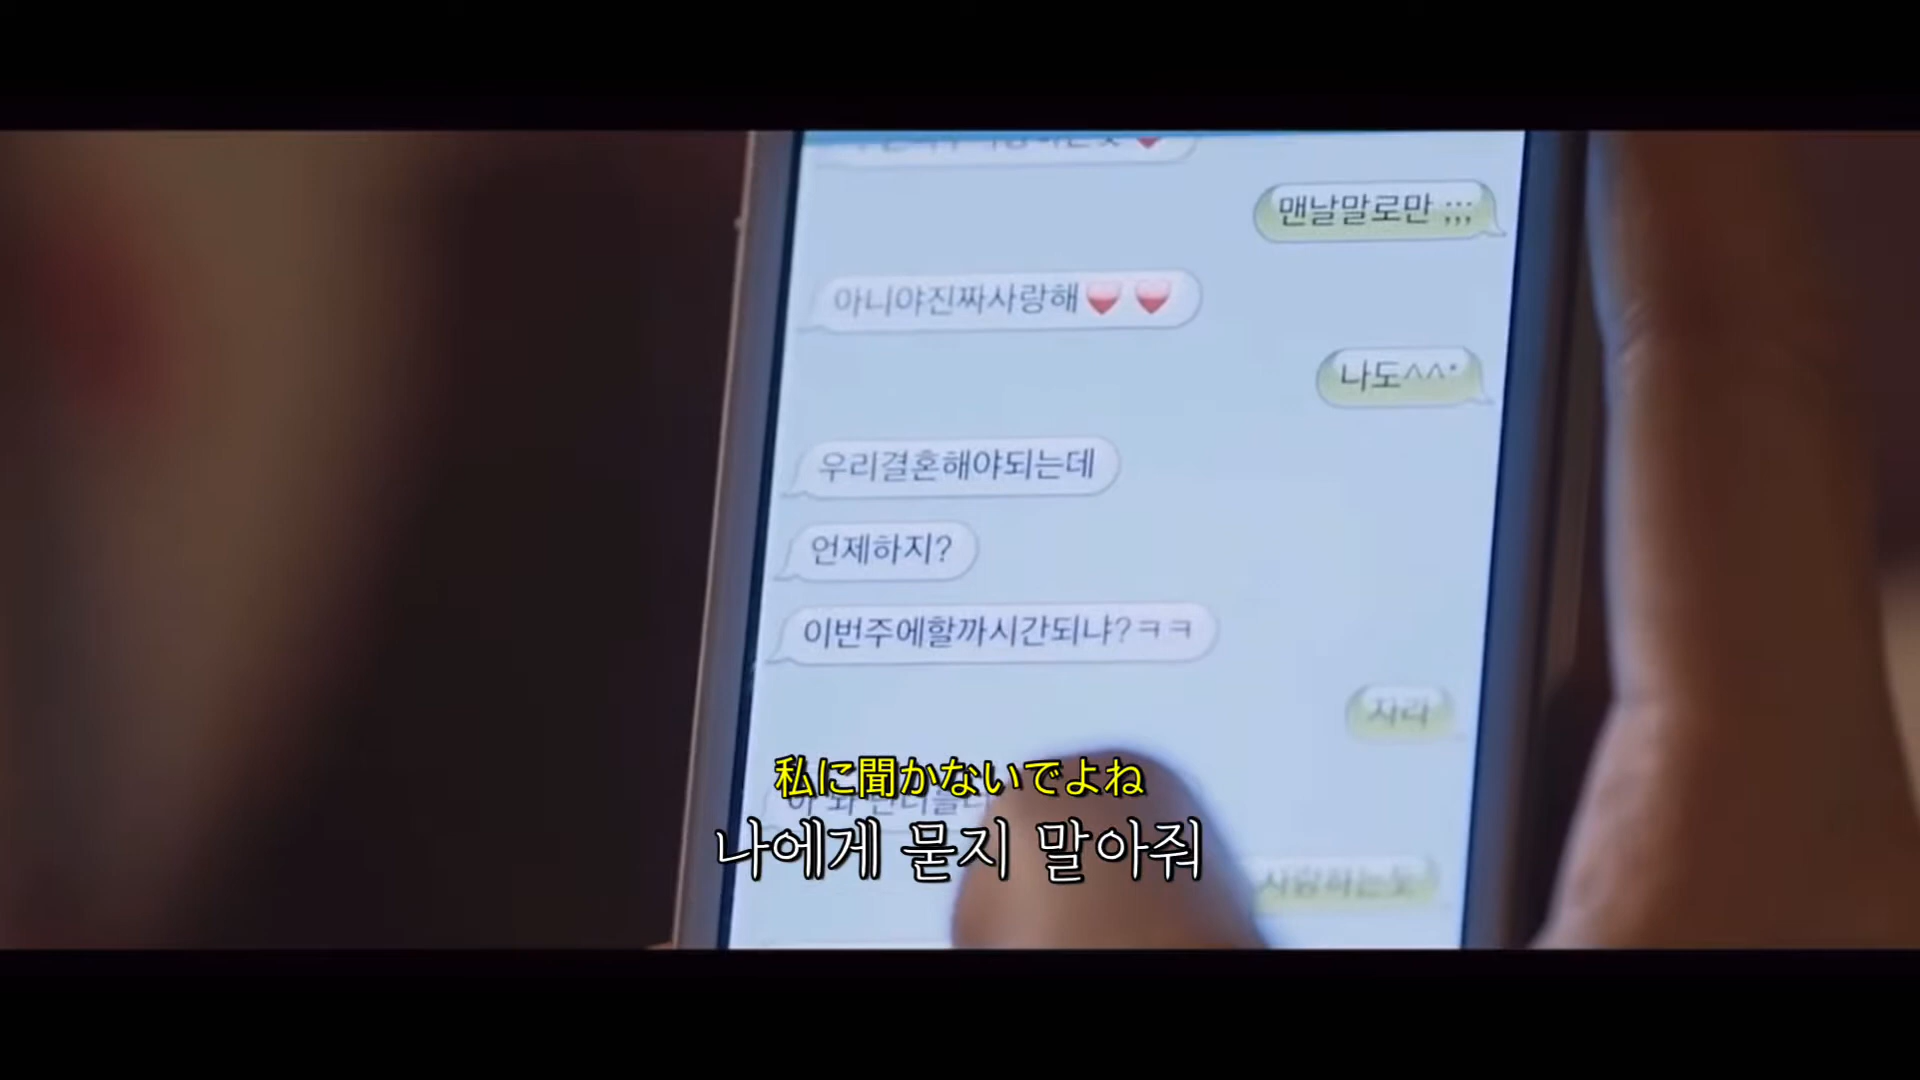 맨날말로만 ;;;
아니야진짜사랑해❤❤
나도^^*
우리결혼해야되는데
언제하지?
이번주에할까시간되냐?ㅋㅋ
私に聞かないでよね
나에게 묻지 말아줘